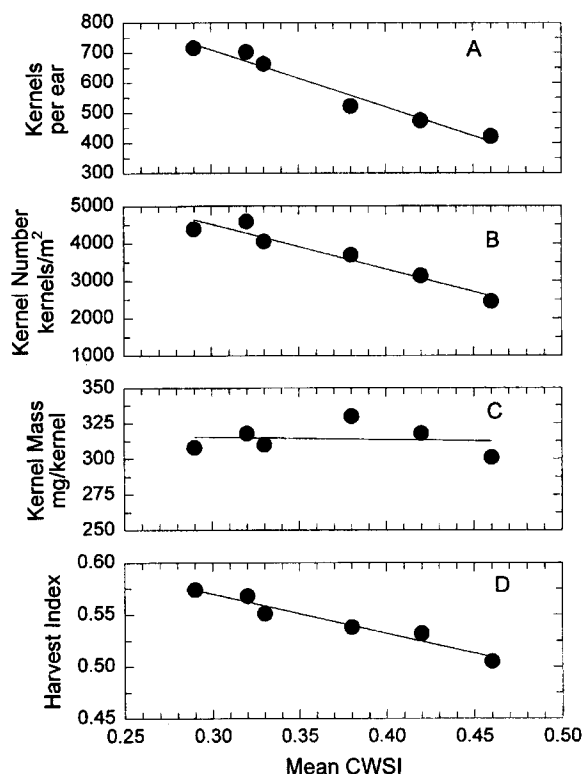 800
700
600
500
400
300
Kernels
per ear
A
5000
4000
3000
2000
1000
Kernel Number
kernels/m²
B
350
325
300
275
250
Kernel Mass
mg/kernel
C
0.60
0.55
0.50
0.45
Harvest Index
D
0.25 0.30 0.35 0.40 0.45 0.50
Mean CWSI